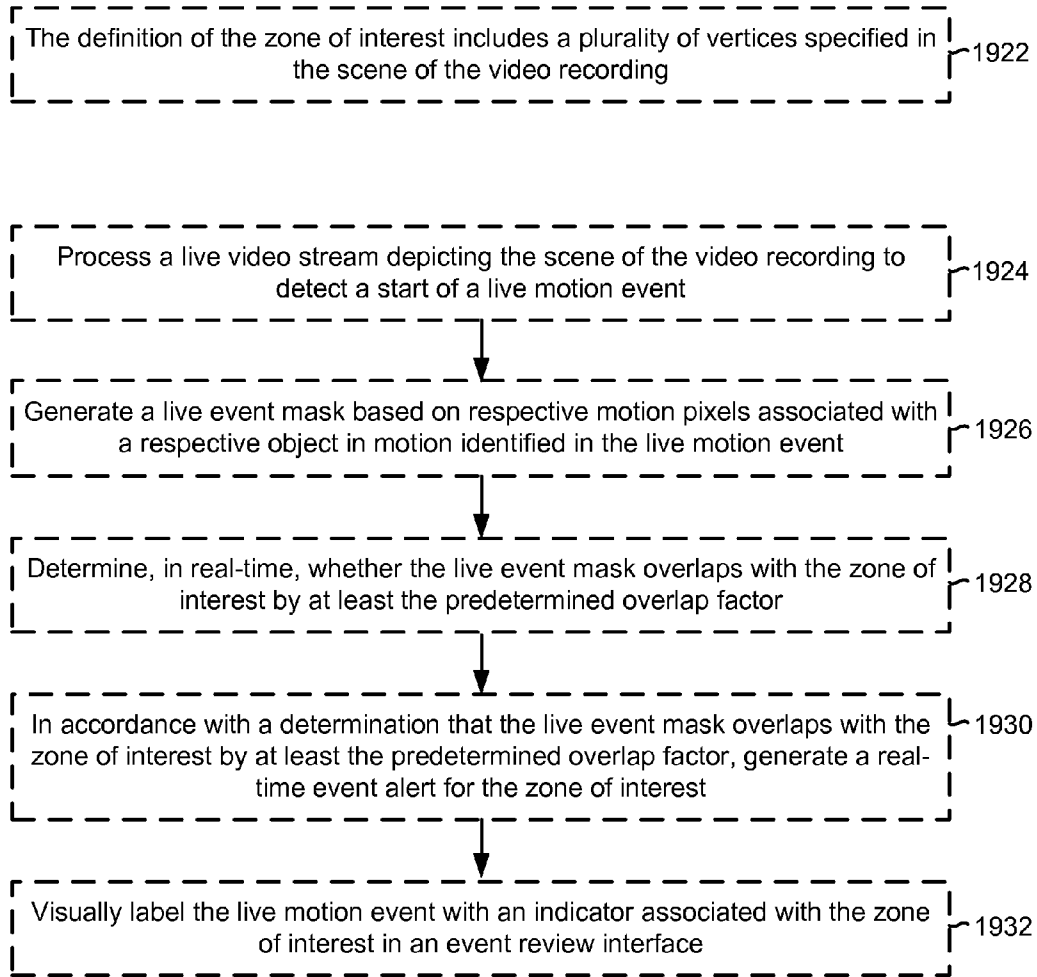 The definition of the zone of interest includes a plurality of vertices specified in
the scene of the video recording
1922
Process a live video stream depicting the scene of the video recording to
detect a start of a live motion event
1924
Generate a live event mask based on respective motion pixels associated with
a respective object in motion identified in the live motion event
1926
Determine, in real-time, whether the live event mask overlaps with the zone of
interest by at least the predetermined overlap factor
1928
In accordance with a determination that the live event mask overlaps with the
zone of interest by at least the predetermined overlap factor, generate a real-
time event alert for the zone of interest
1930
Visually label the live motion event with an indicator associated with the zone
of interest in an event review interface
1932